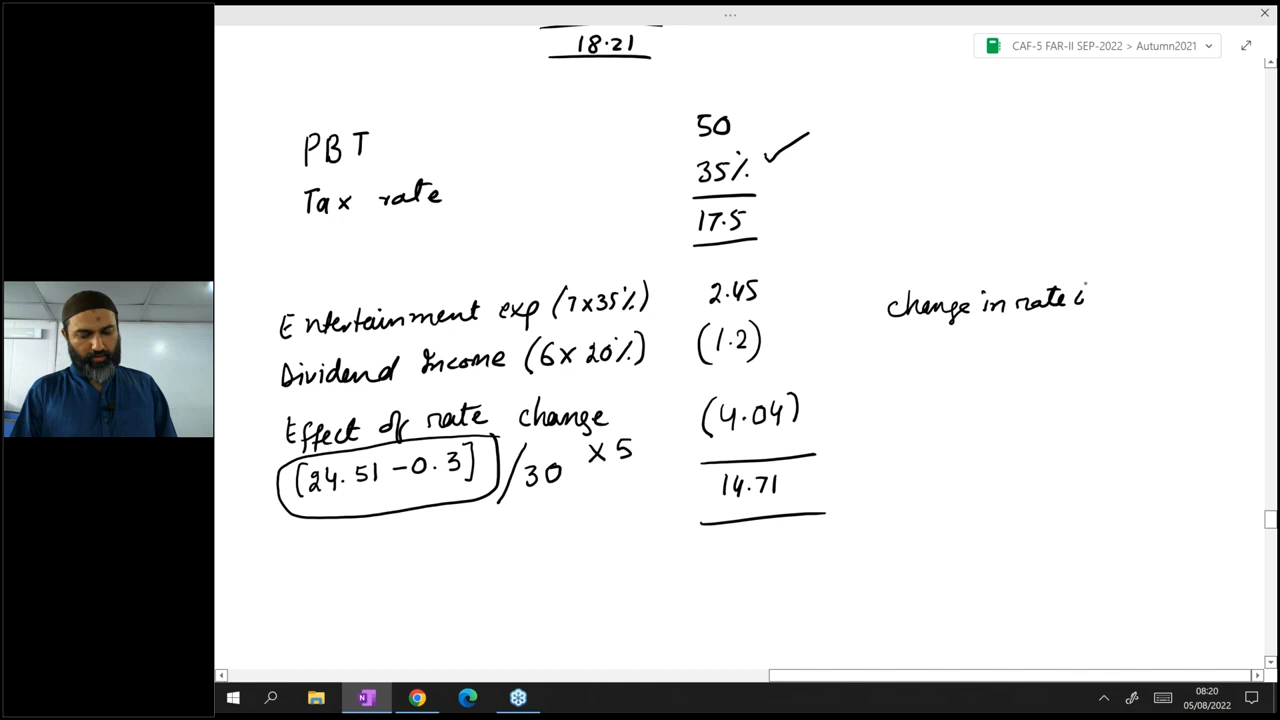 18.21
CAF-5 FAR-II SEP-2022 > Autumn2021
PBT 50
Tax rate 35%
17.5
Entertainment exp (7x35%) 2.45
Dividend Income (6x20%) (1.2)
change in rate i
Effect of rate change (4.04)
[24.51 -0.3] /30 x5
14.71
08:20
05/08/2022